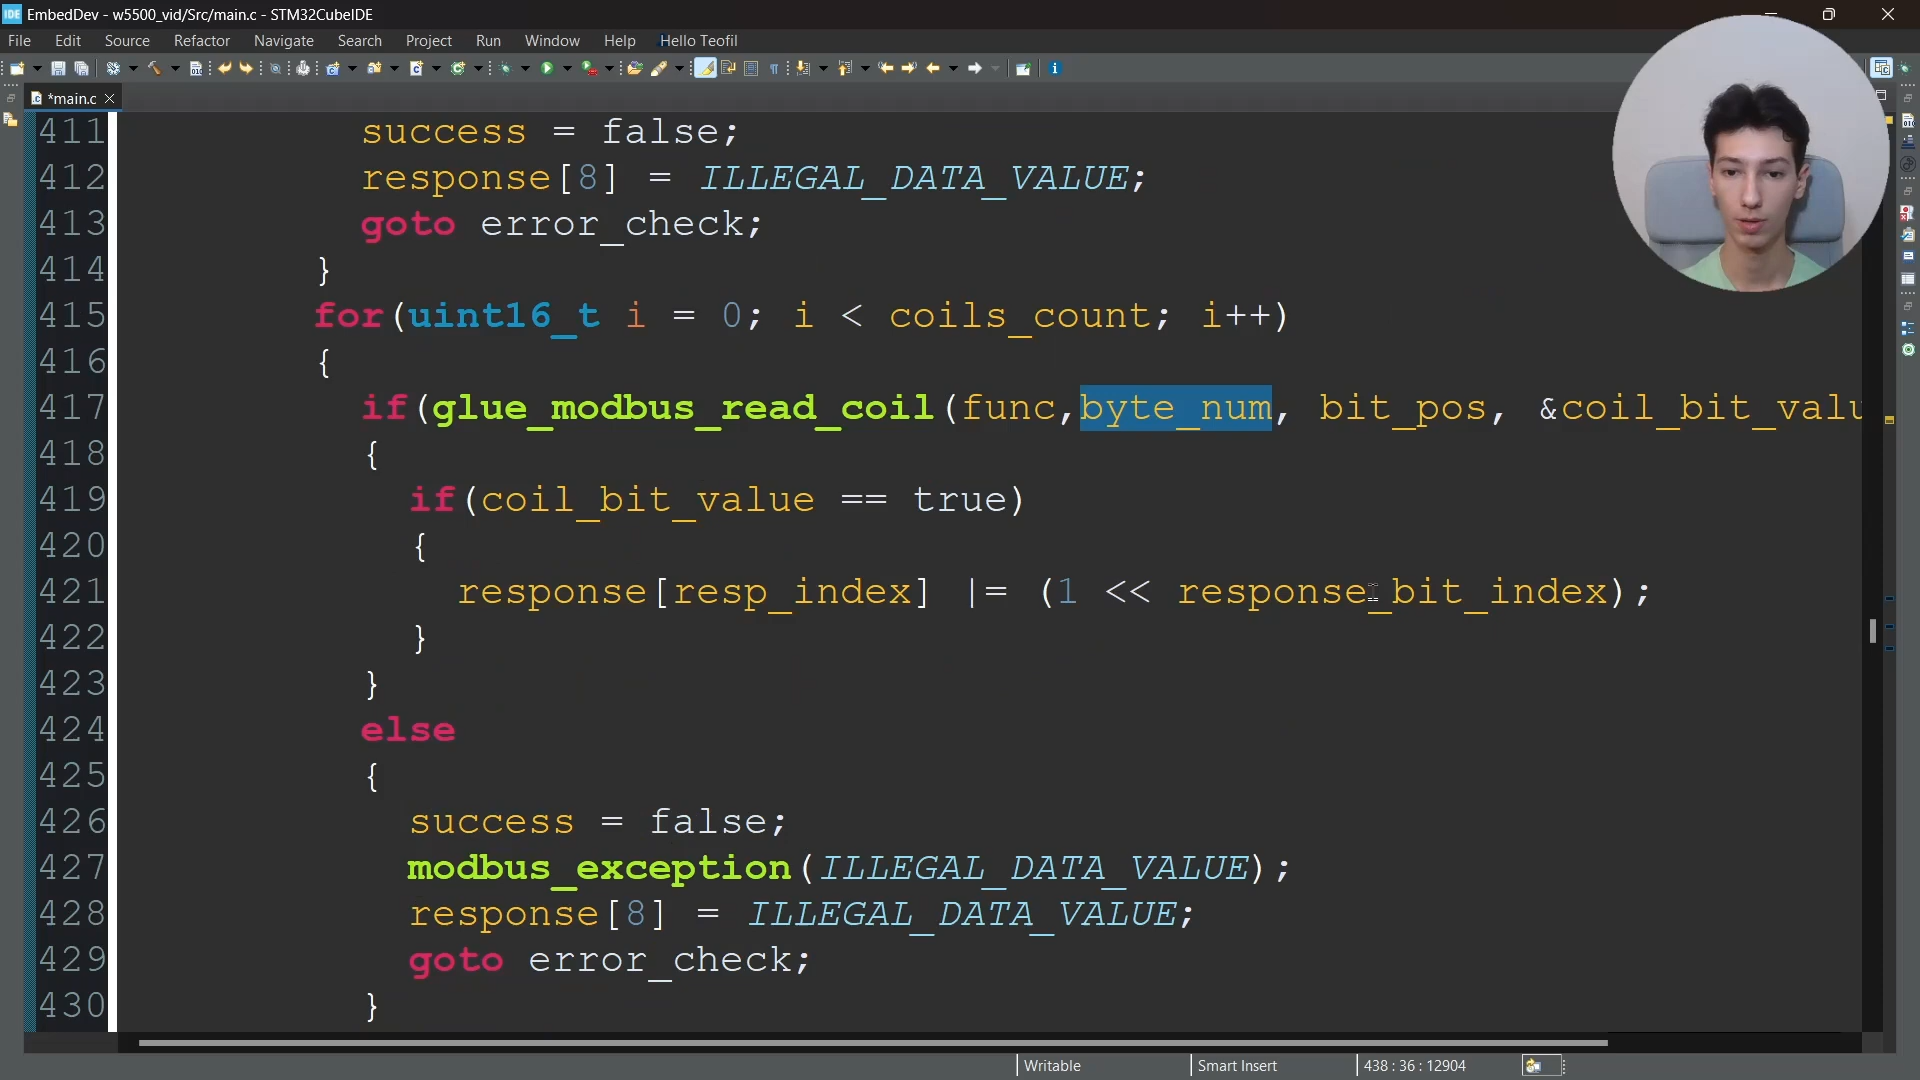 IDE EmbedDev - w5500_vid/Src/main.c - STM32CubeIDE
File Edit Source Refactor Navigate Search Project Run Window Help Hello Teofil
*main.c
411 success = false;
412 response[8] = ILLEGAL_DATA_VALUE;
413 goto error_check;
414 }
415 for(uint16_t i = 0; i < coils_count; i++)
416 {
417 if(glue_modbus_read_coil(func,byte_num, bit_pos, &coil_bit_valu
418 {
419 if(coil_bit_value == true)
420 {
421 response[resp_index] |= (1 << response_bit_index);
422 }
423 }
424 else
425 {
426 success = false;
427 modbus_exception(ILLEGAL_DATA_VALUE);
428 response[8] = ILLEGAL_DATA_VALUE;
429 goto error_check;
430 }
Writable Smart Insert 438 : 36 : 12904